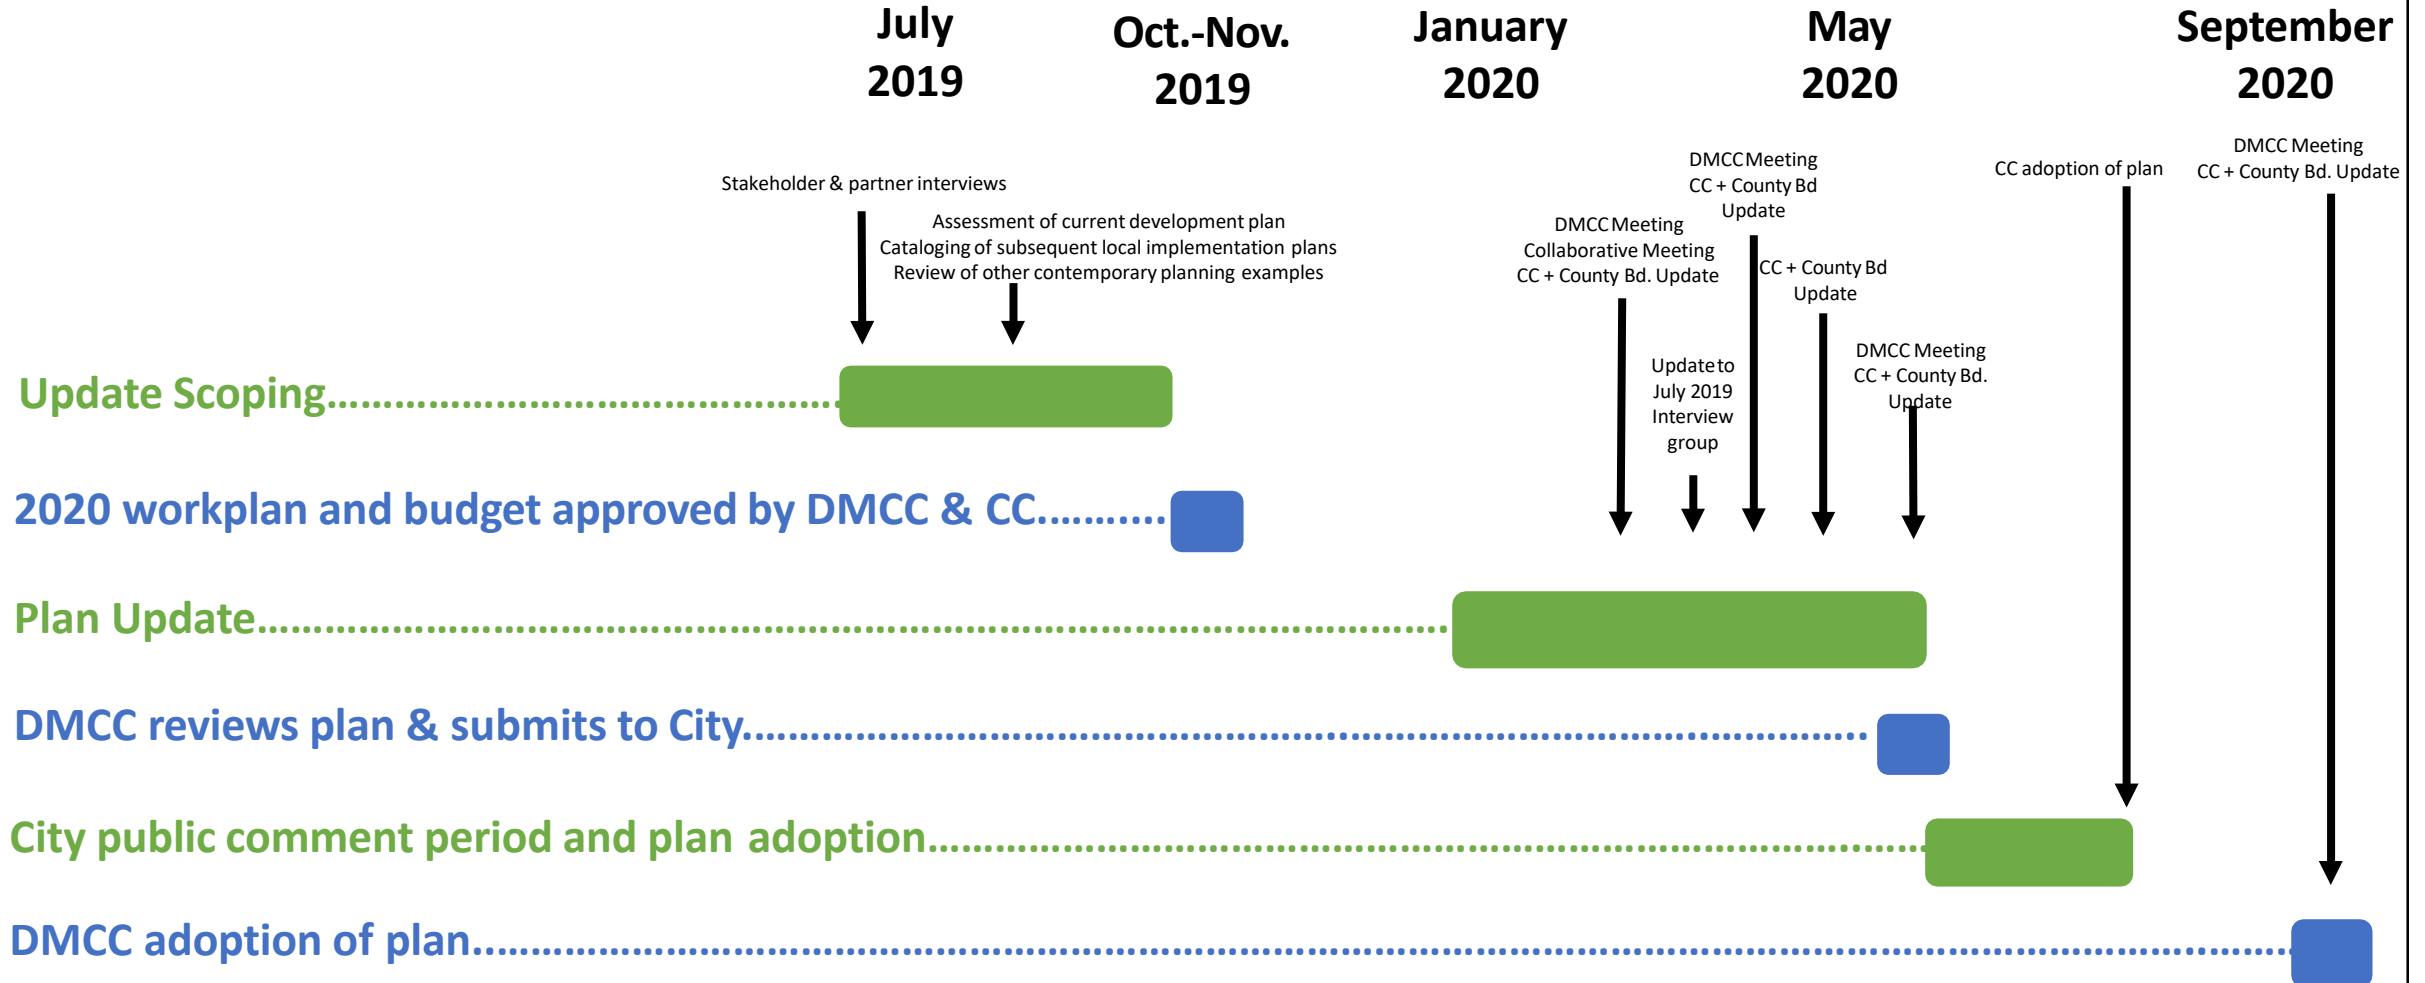 July
2019
Oct.-Nov.
2019
January
2020
May
2020
September
2020
Stakeholder & partner interviews
Assessment of current development plan
Cataloging of subsequent local implementation plans
Review of other contemporary planning examples
DMCC Meeting
Collaborative Meeting
CC + County Bd. Update
Update to
July 2019
Interview
group
DMCC Meeting
CC + County Bd
Update
CC + County Bd
Update
DMCC Meeting
CC + County Bd.
Update
CC adoption of plan
DMCC Meeting
CC + County Bd. Update
Update Scoping
2020 workplan and budget approved by DMCC & CC
Plan Update
DMCC reviews plan & submits to City
City public comment period and plan adoption
DMCC adoption of plan